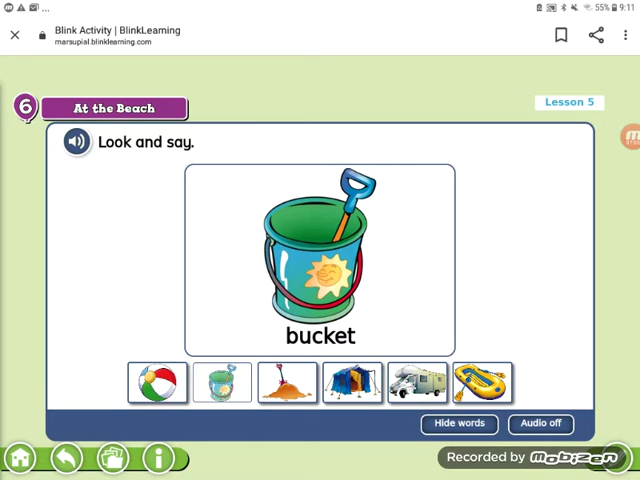 ... 55% 9:11
Blink Activity | BlinkLearning
marsupial.blinklearning.com
6 At the Beach
Lesson 5
Look and say.
bucket
Hide words
Audio off
Recorded by
MOBIZEN